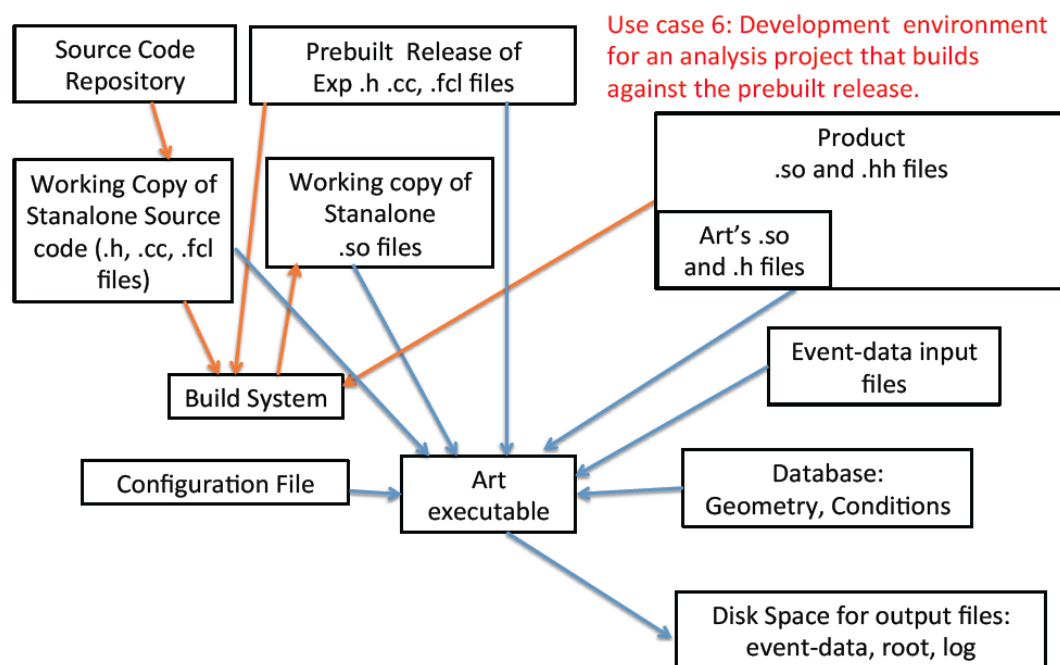 Source Code
Repository
Prebuilt Release of
Exp .h .cc, .fcl files
Use case 6: Development environment
for an analysis project that builds
against the prebuilt release.
Working Copy of
Stanalone Source
code (.h, .cc, .fcl
files)
Working copy of
Stanalone
.so files
Product
.so and .hh files
Art's .so
and .h files
Event-data input
files
Build System
Configuration File
Art
executable
Database:
Geometry, Conditions
Disk Space for output files:
event-data, root, log